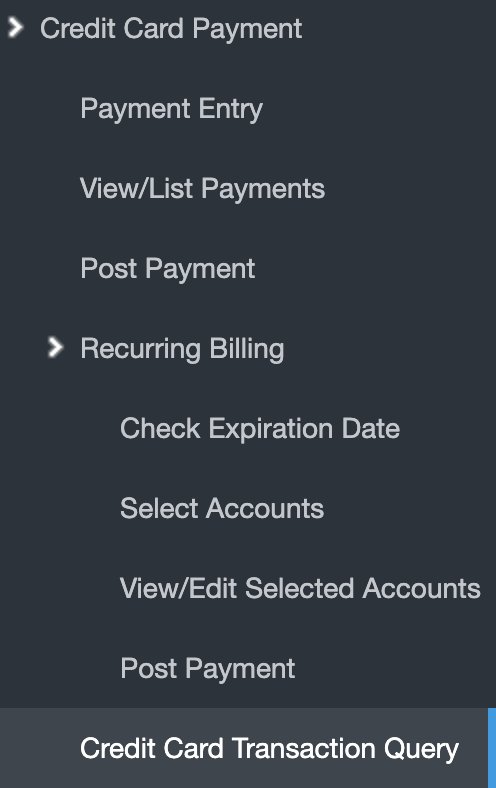 Credit Card Payment
Payment Entry
View/List Payments
Post Payment
Recurring Billing
Check Expiration Date
Select Accounts
View/Edit Selected Accounts
Post Payment
Credit Card Transaction Query